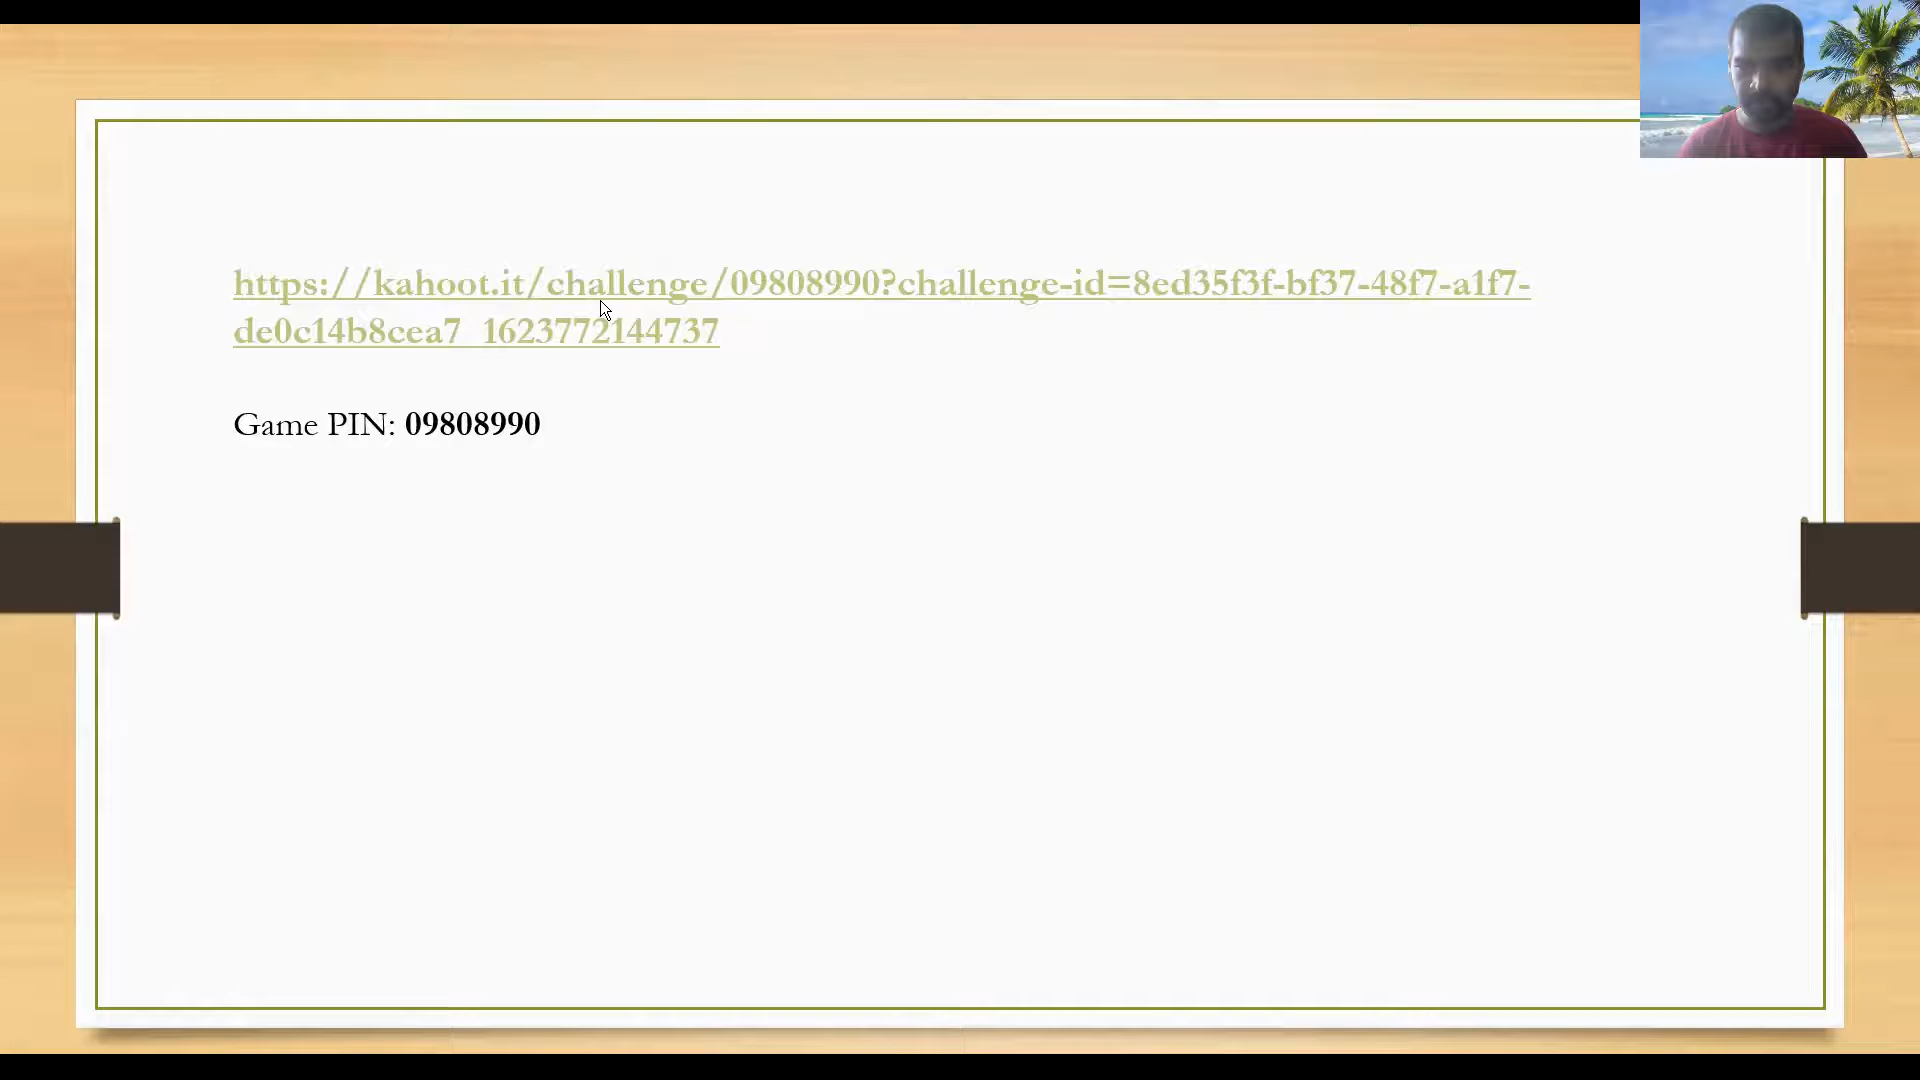 https://kahoot.it/challenge/09808990?challenge-id=8ed35f3f-bf37-48f7-a1f7-
de0c14b8cea7_1623772144737
Game PIN: 09808990